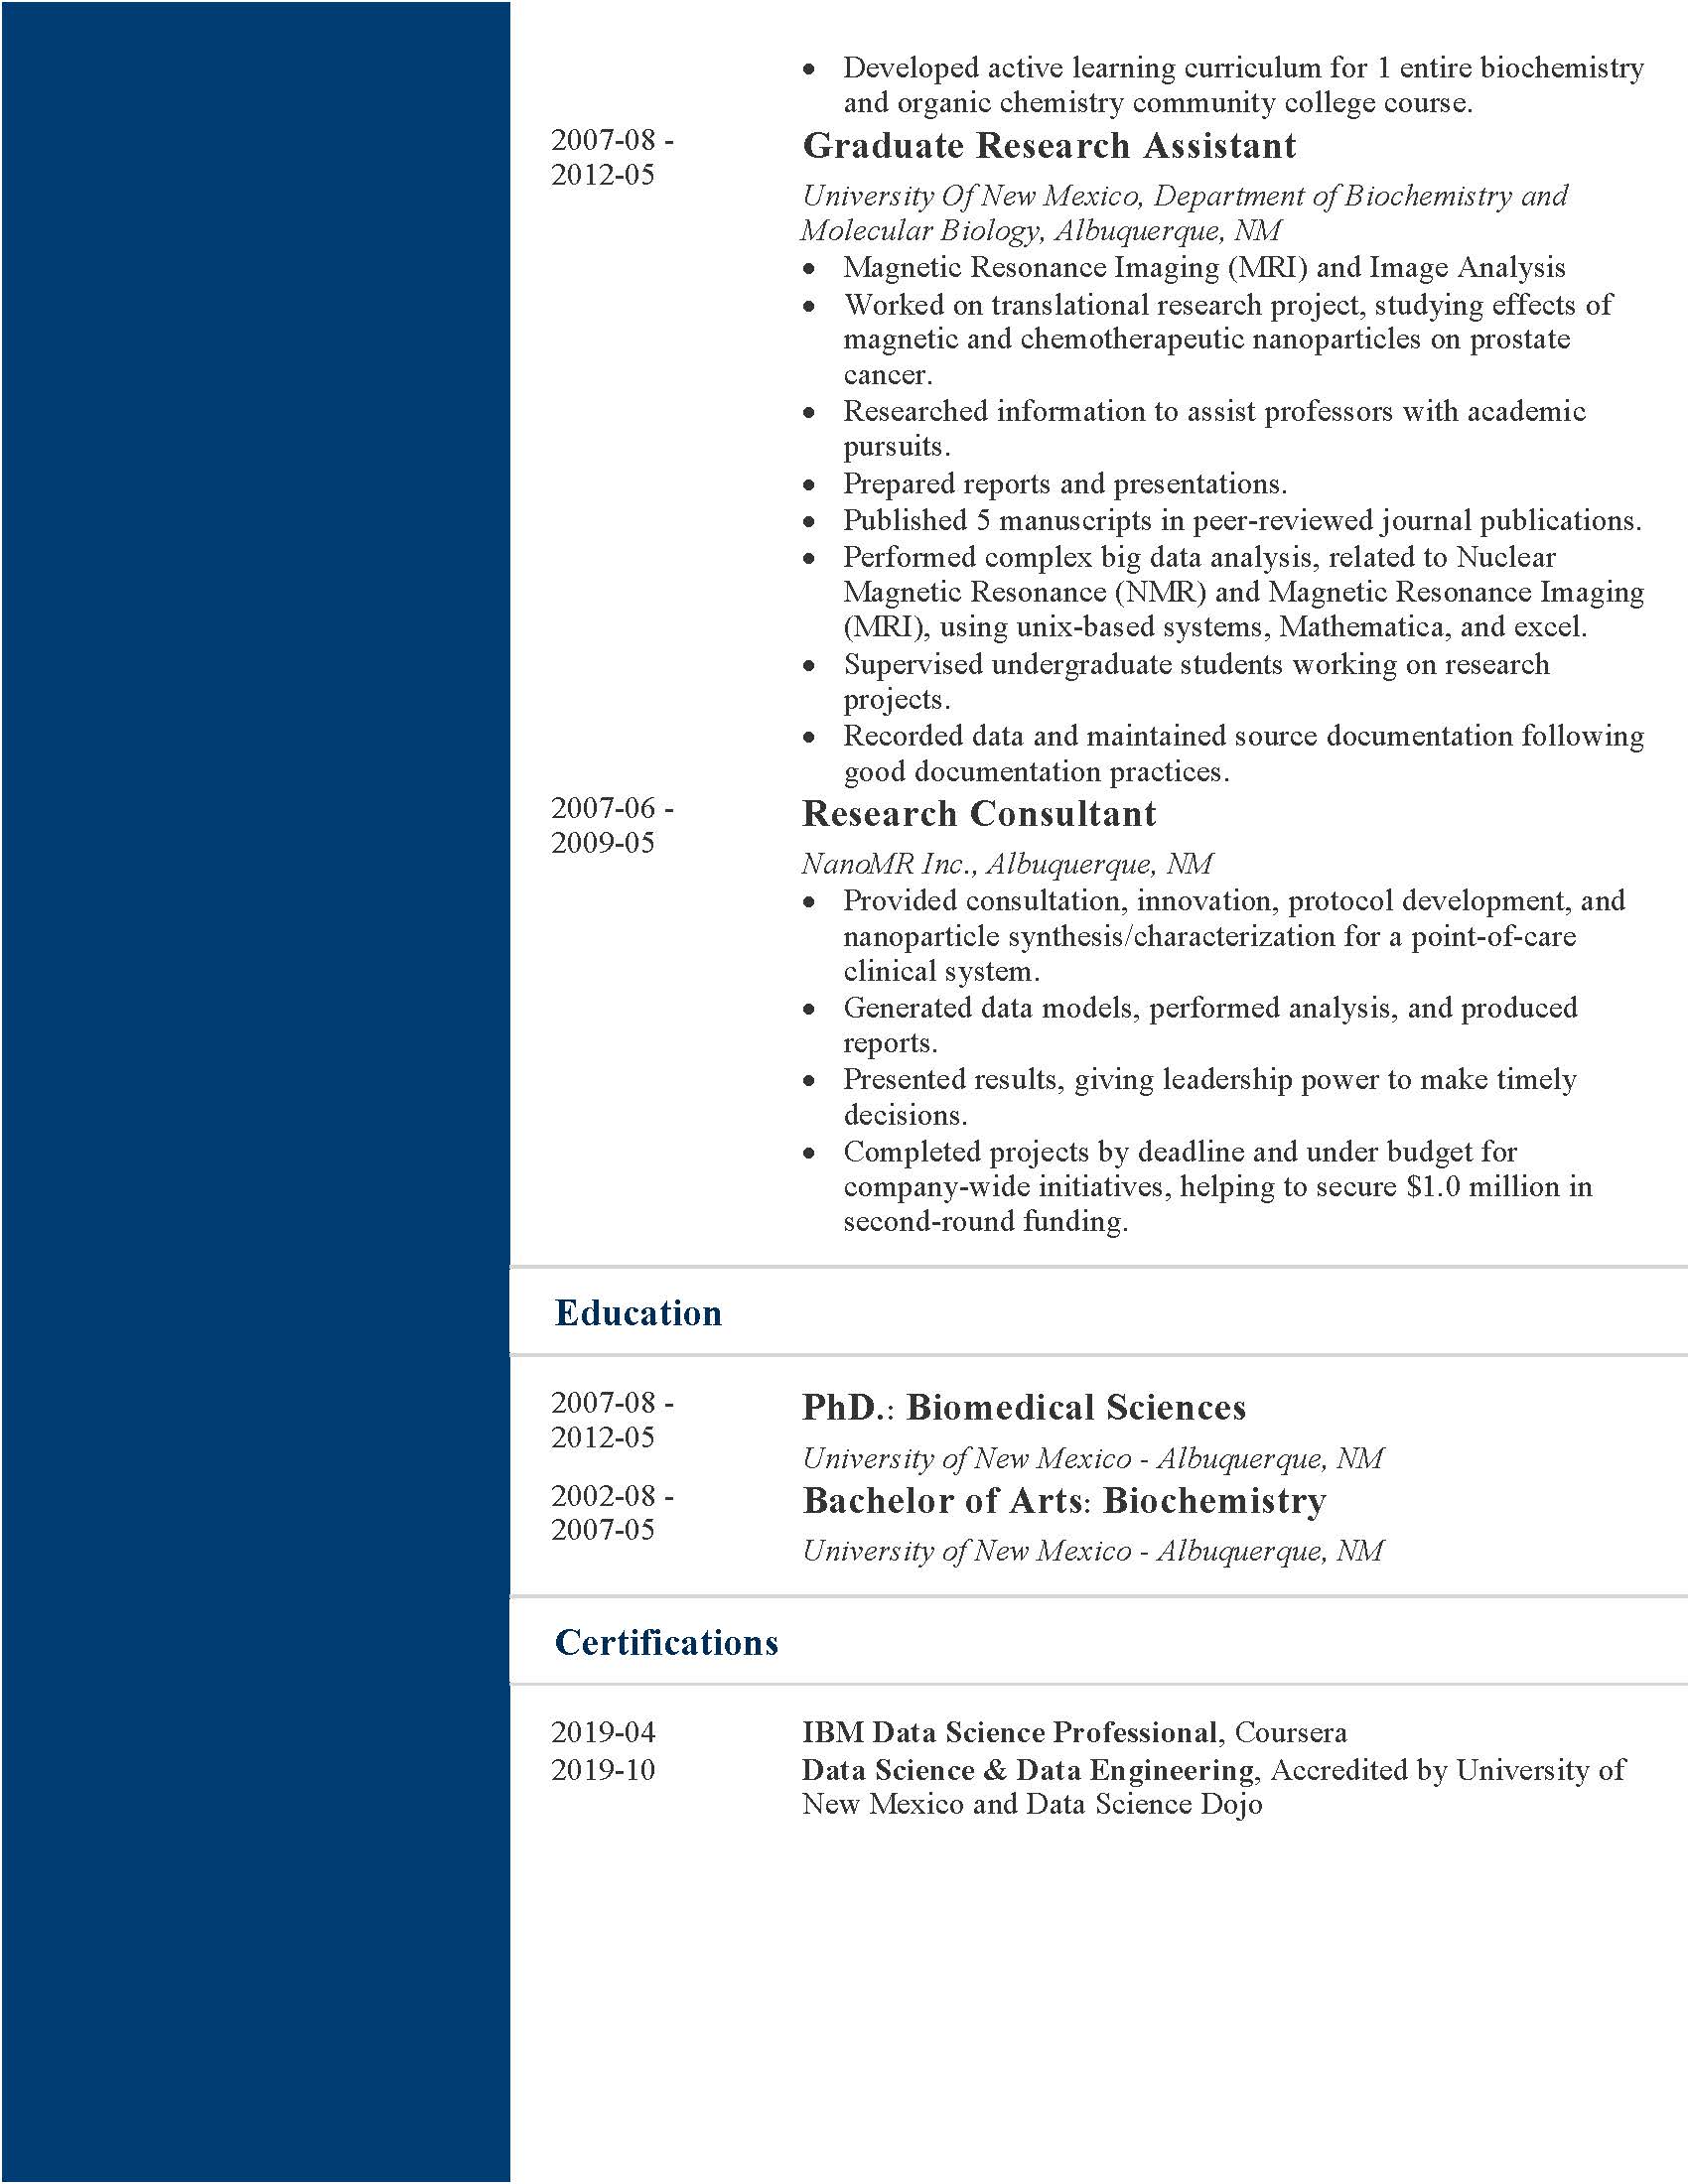 • Developed active learning curriculum for 1 entire biochemistry
and organic chemistry community college course.
2007-08 -
2012-05
Graduate Research Assistant
University Of New Mexico, Department of Biochemistry and
Molecular Biology, Albuquerque, NM
• Magnetic Resonance Imaging (MRI) and Image Analysis
• Worked on translational research project, studying effects of
magnetic and chemotherapeutic nanoparticles on prostate
cancer.
• Researched information to assist professors with academic
pursuits.
• Prepared reports and presentations.
• Published 5 manuscripts in peer-reviewed journal publications.
• Performed complex big data analysis, related to Nuclear
Magnetic Resonance (NMR) and Magnetic Resonance Imaging
(MRI), using unix-based systems, Mathematica, and excel.
• Supervised undergraduate students working on research
projects.
• Recorded data and maintained source documentation following
good documentation practices.
2007-06 -
2009-05
Research Consultant
NanoMR Inc., Albuquerque, NM
• Provided consultation, innovation, protocol development, and
nanoparticle synthesis/characterization for a point-of-care
clinical system.
• Generated data models, performed analysis, and produced
reports.
• Presented results, giving leadership power to make timely
decisions.
• Completed projects by deadline and under budget for
company-wide initiatives, helping to secure $1.0 million in
second-round funding.
Education
2007-08 -
2012-05
PhD.: Biomedical Sciences
University of New Mexico - Albuquerque, NM
2002-08 -
2007-05
Bachelor of Arts: Biochemistry
University of New Mexico - Albuquerque, NM
Certifications
2019-04 IBM Data Science Professional, Coursera
2019-10 Data Science & Data Engineering, Accredited by University of
New Mexico and Data Science Dojo